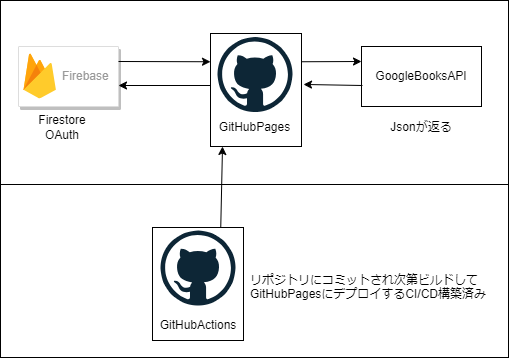 Firebase
GitHubPages
GoogleBooksAPI
Firestore
OAuth
Jsonが返る
GitHubActions
リポジトリにコミットされ次第ビルドして
GitHubPagesにデプロイするCI/CD構築済み